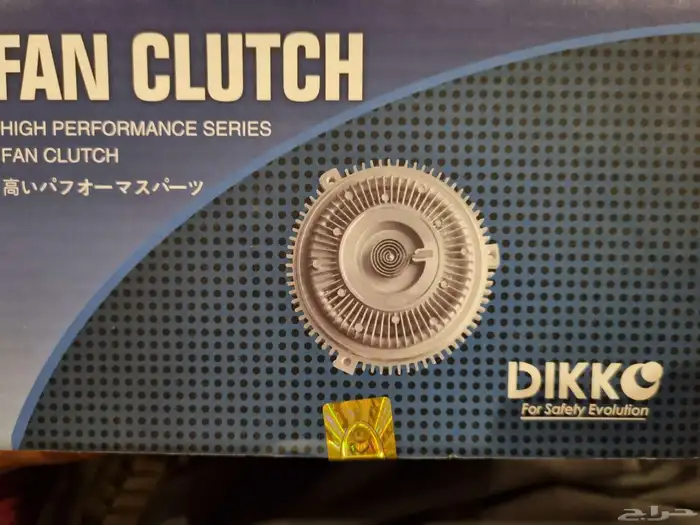 FAN CLUTCH
HIGH PERFORMANCE SERIES
FAN CLUTCH
高いパフオーマスパーツ
DIKKO
For Safety Evolution
حراج